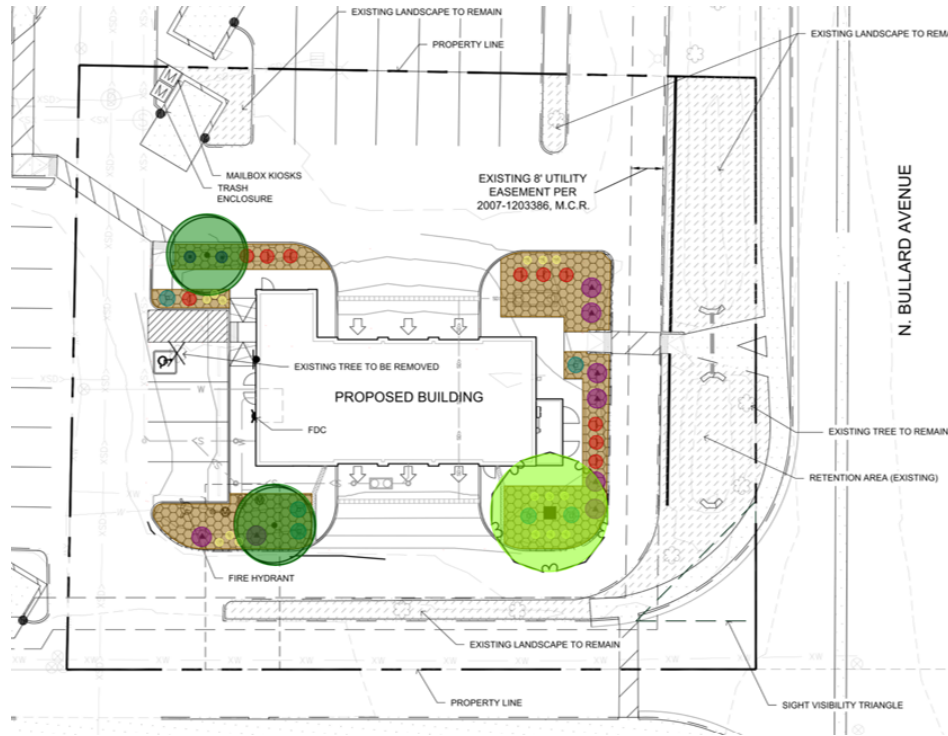 EXISTING LANDSCAPE TO REMAIN
PROPERTY LINE
EXISTING LANDSCAPE TO REMA
M
M
MAILBOX KIOSKS
TRASH
ENCLOSURE
EXISTING 8' UTILITY
EASEMENT PER
2007-1203386, M.C.R.
N. BULLARD AVENUE
EXISTING TREE TO BE REMOVED
PROPOSED BUILDING
FDC
EXISTING TREE TO REMAIN
RETENTION AREA (EXISTING)
FIRE HYDRANT
EXISTING LANDSCAPE TO REMAIN
PROPERTY LINE
SIGHT VISIBILITY TRIANGLE